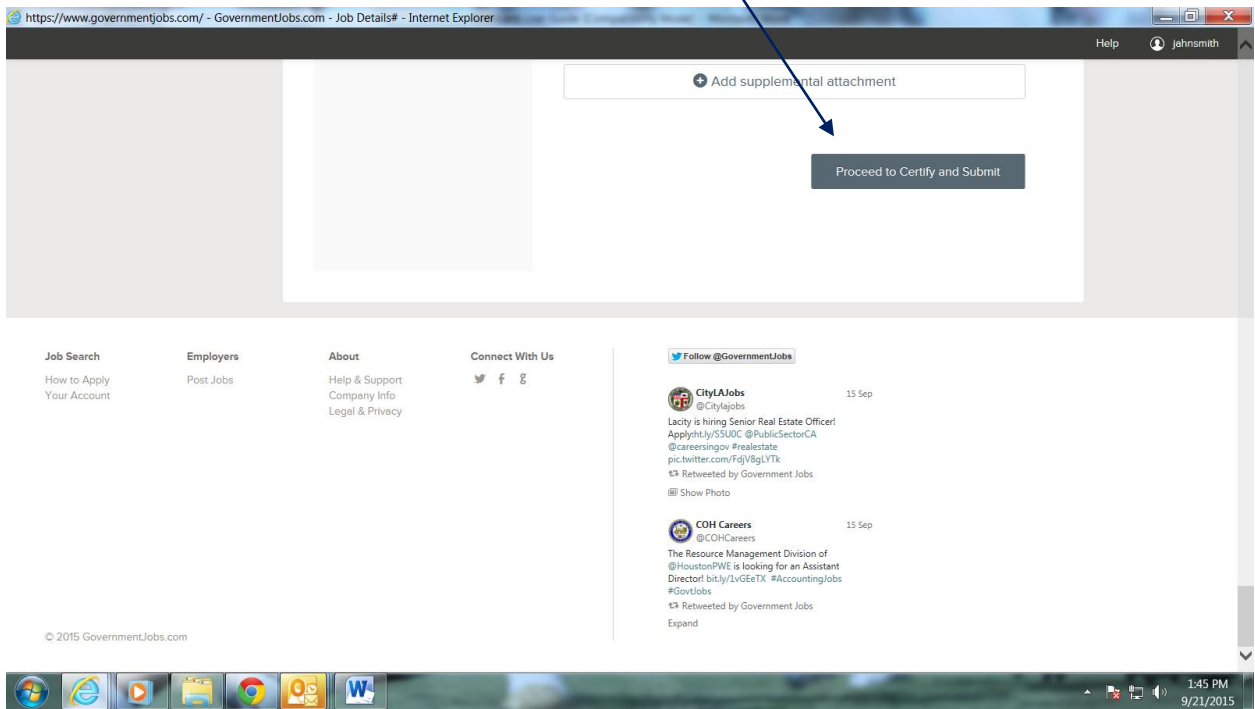 https://www.governmentjobs.com/ - GovernmentJobs.com - Job Details# - Internet Explorer
Help jahnsmith
Add supplemental attachment
Proceed to Certify and Submit
Job Search
How to Apply
Your Account
Employers
Post Jobs
About
Help & Support
Company Info
Legal & Privacy
Connect With Us
Follow @GovernmentJobs
CityLAJobs 15 Sep
@Citylajobs
Lacity is hiring Senior Real Estate Officer!
Apply:ht.ly/S5U0C @PublicSectorCA
@careersingov #realestate
pic.twitter.com/FdjV8gLYTk
Retweeted by Government Jobs
Show Photo
COH Careers 15 Sep
@COHCareers
The Resource Management Division of
@HoustonPWE is looking for an Assistant
Director! bit.ly/1vGEeTX #AccountingJobs
#GovtJobs
Retweeted by Government Jobs
Expand
© 2015 GovernmentJobs.com
1:45 PM
9/21/2015